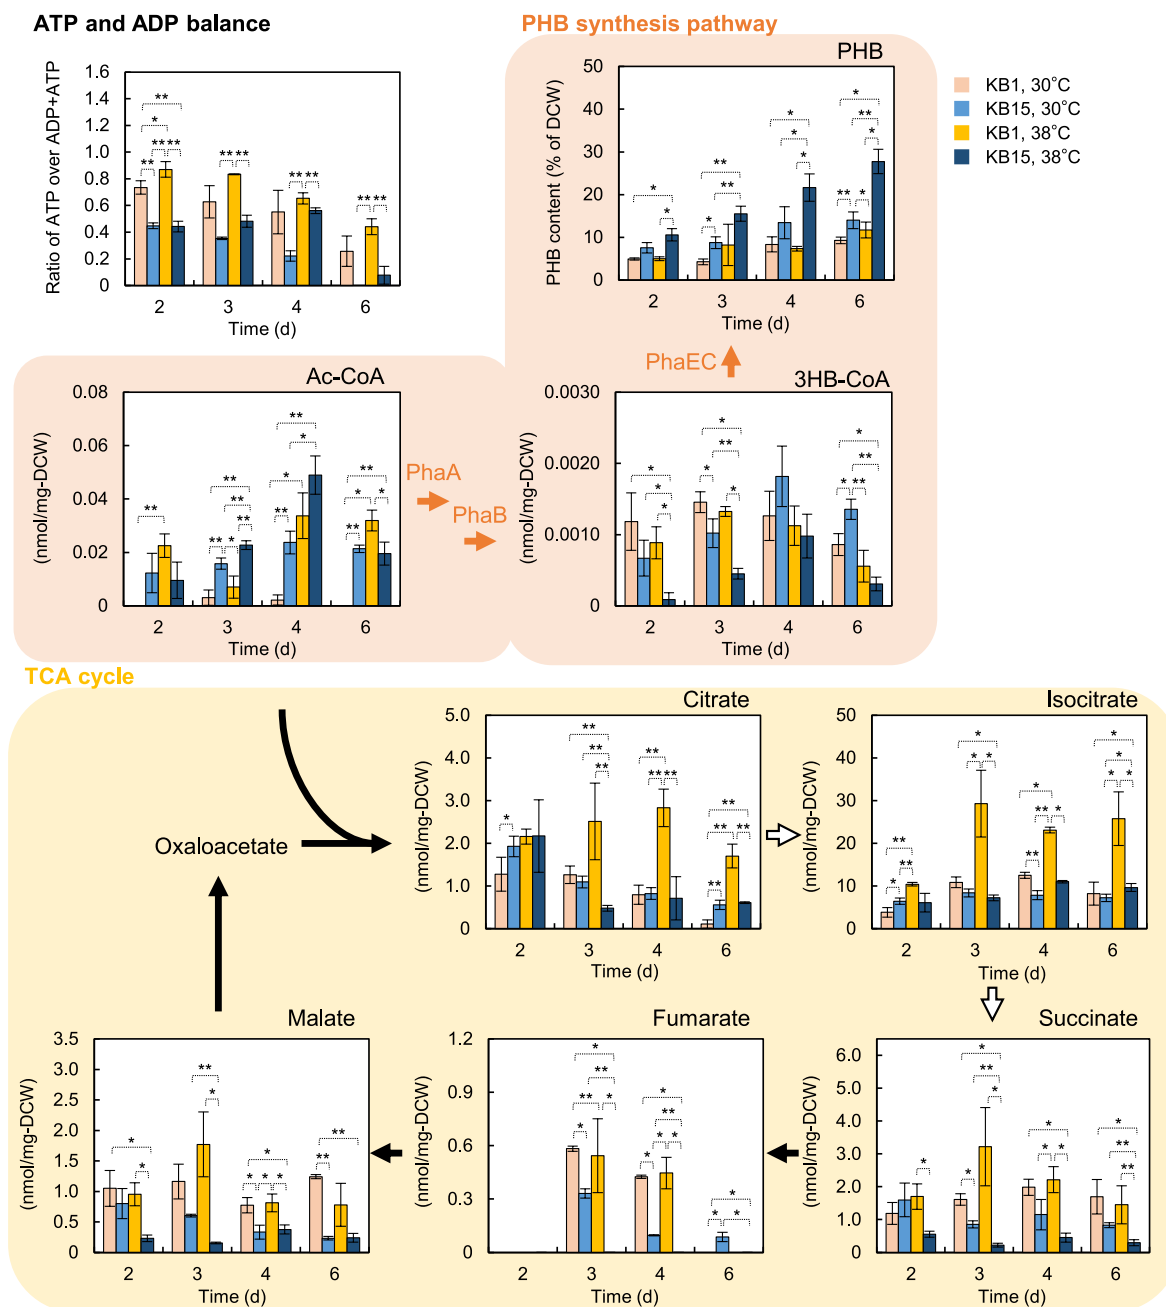 ATP and ADP balance
PHB synthesis pathway
Ratio of ATP over ADP+ATP
1.6
1.4
1.2
1.0
0.8
0.6
0.4
0.2
0
** * ** ** **
** **
** **
** **
2 3 4 6
Time (d)
PHB
PHB content (% of DCW)
50
40
30
20
10
0
* *
** ** *
* * *
* ** * ** *
2 3 4 6
Time (d)
KB1, 30°C
KB15, 30°C
KB1, 38°C
KB15, 38°C
Ac-CoA
(nmol/mg-DCW)
0.08
0.06
0.04
0.02
0
**
** ** ** ** *
** * * **
** * * **
2 3 4 6
Time (d)
PhaA
PhaB
PhaEC
3HB-CoA
(nmol/mg-DCW)
0.0030
0.0020
0.0010
0
* * *
* ** * *
* ** * **
2 3 4 6
Time (d)
TCA cycle
Oxaloacetate
Citrate
(nmol/mg-DCW)
5.0
4.0
3.0
2.0
1.0
0
*
** ** **
** ** **
** ** ** **
2 3 4 6
Time (d)
Isocitrate
(nmol/mg-DCW)
50
40
30
20
10
0
** ** *
* * *
* ** * **
* * * *
2 3 4 6
Time (d)
Malate
(nmol/mg-DCW)
3.5
3.0
2.5
2.0
1.5
1.0
0.5
0
* *
** *
* * * *
** **
2 3 4 6
Time (d)
Fumarate
(nmol/mg-DCW)
1.2
0.9
0.6
0.3
0
* ** ** * *
* ** * * *
* * *
2 3 4 6
Time (d)
Succinate
(nmol/mg-DCW)
6.0
5.0
4.0
3.0
2.0
1.0
0
*
* ** * *
* * *
* ** **
2 3 4 6
Time (d)